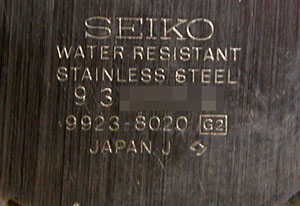 SEIKO
WATER RESISTANT
STAINLESS STEEL
93
9923-8020 G2
JAPAN J